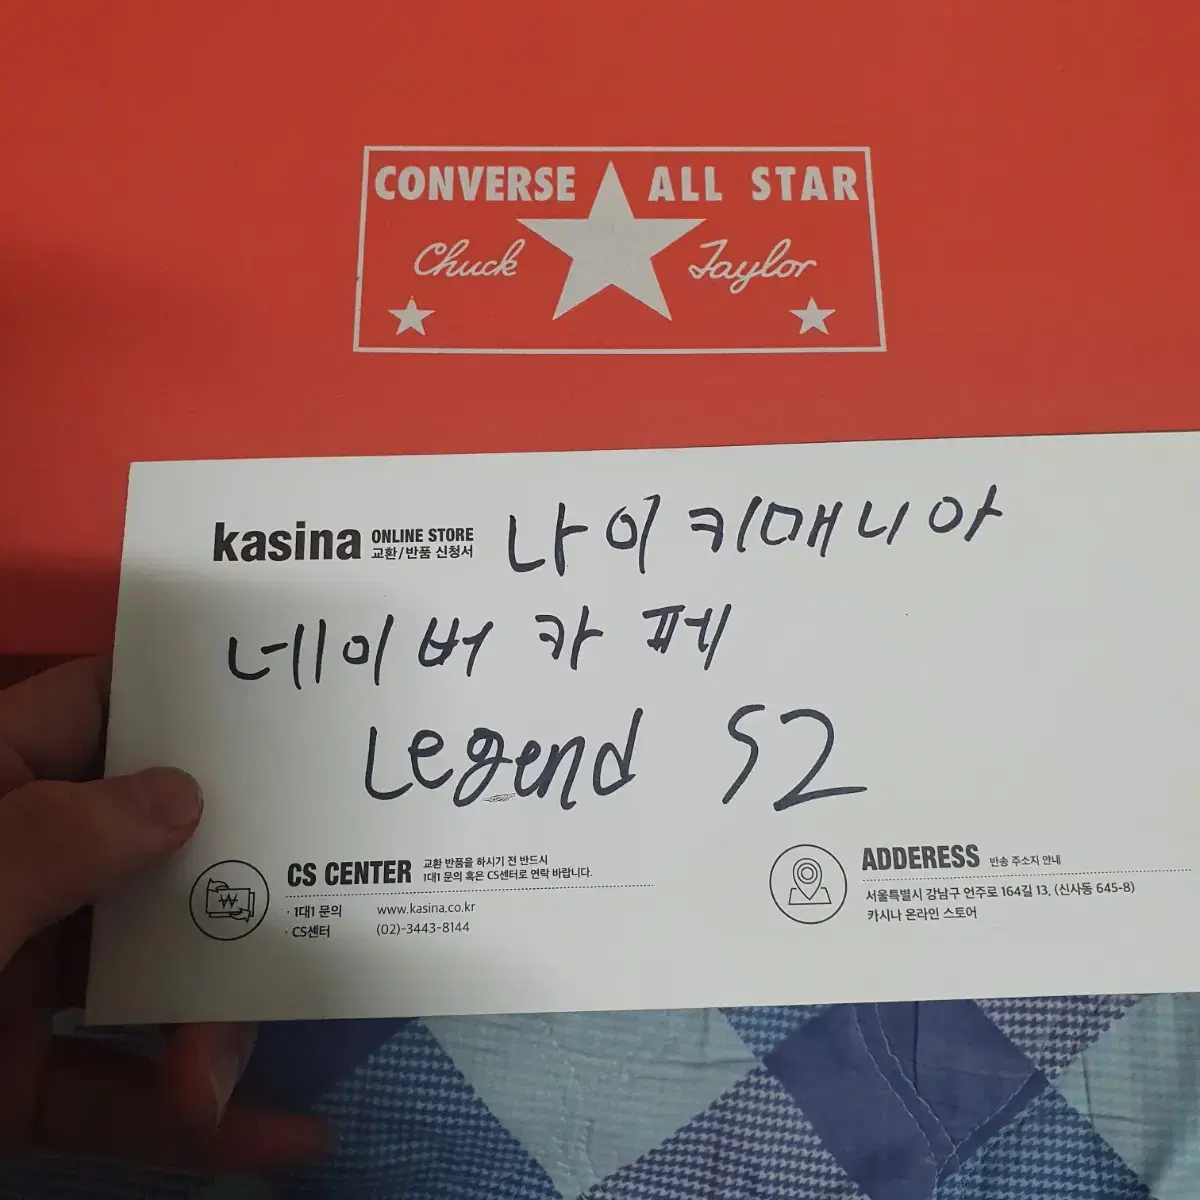 CONVERSE ALL STAR
Chuck Taylor
kasina ONLINE STORE
교환/반품 신청서
나이키매니아
네이버 카페
Legend S2
CS CENTER 교환 반품을 하시기 전 반드시
1대1 문의 혹은 CS센터로 연락 바랍니다.
· 1대1 문의 www.kasina.co.kr
· CS센터 (02)-3443-8144
ADDERESS 반송 주소지 안내
서울특별시 강남구 언주로 164길 13, (신사동 645-8)
카시나 온라인 스토어